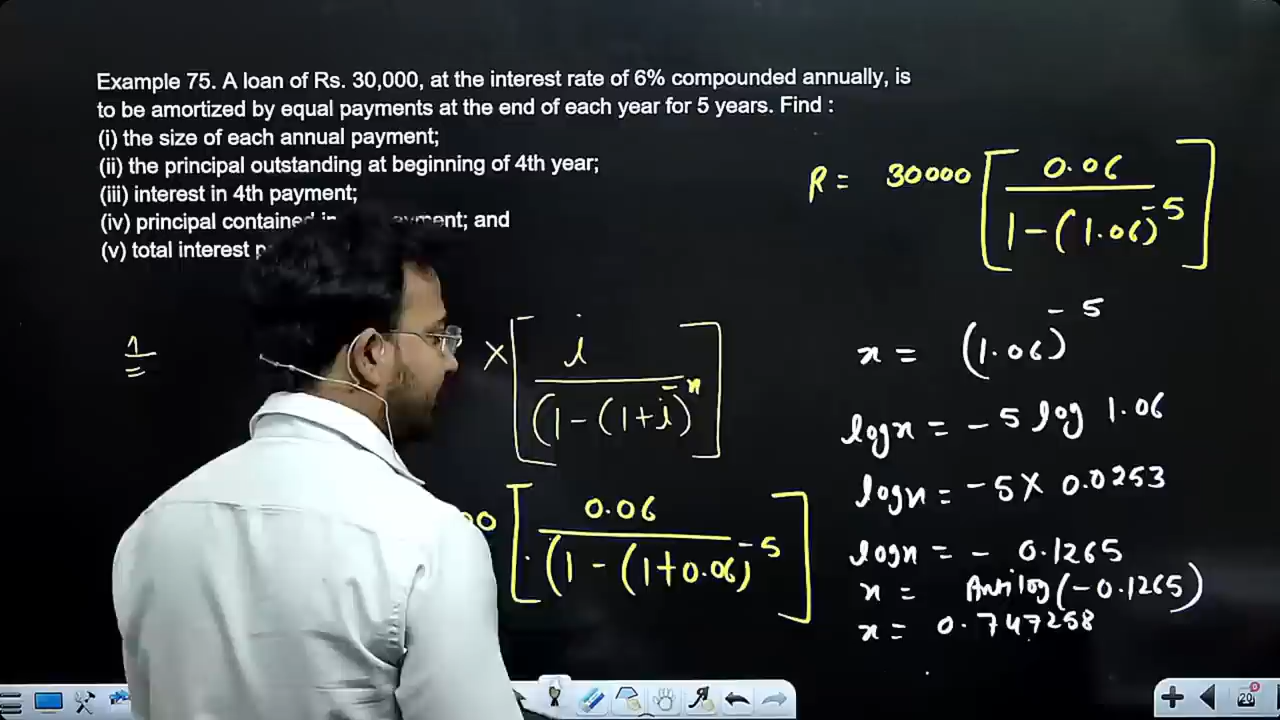 Example 75. A loan of Rs. 30,000, at the interest rate of 6% compounded annually, is
to be amortized by equal payments at the end of each year for 5 years. Find :
(i) the size of each annual payment;
(ii) the principal outstanding at beginning of 4th year;
(iii) interest in 4th payment;
(iv) principal contained in and
(v) total interest
R = 30000 [ 0.06 / 1-(1.06)^-5 ]
1
× [ i / (1-(1+i)^-n ]
[ 0.06 / (1-(1+0.06)^-5 ]
x = (1.06)^-5
log x = -5 log 1.06
log x = -5 x 0.0253
log x = - 0.1265
x = Antilog (-0.1265)
x = 0.747258
20